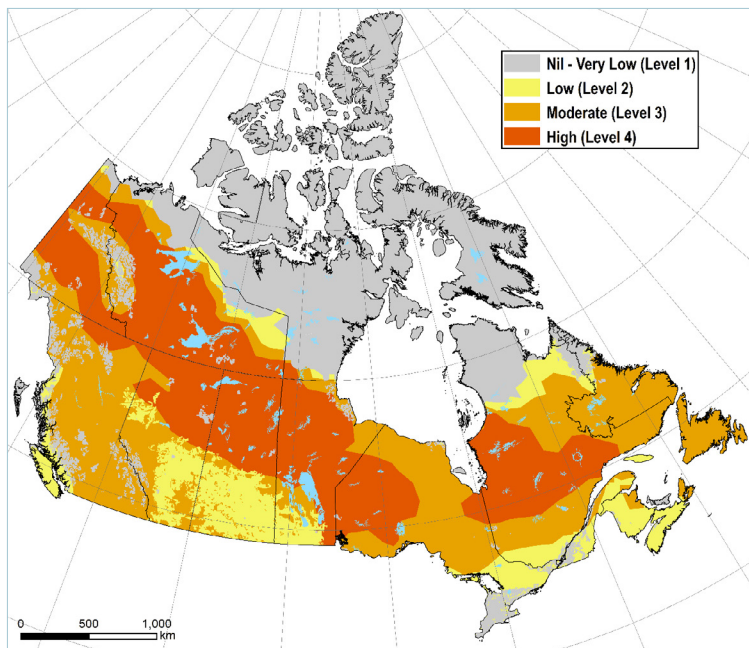 Nil - Very Low (Level 1)
Low (Level 2)
Moderate (Level 3)
High (Level 4)
0 500 1,000
km